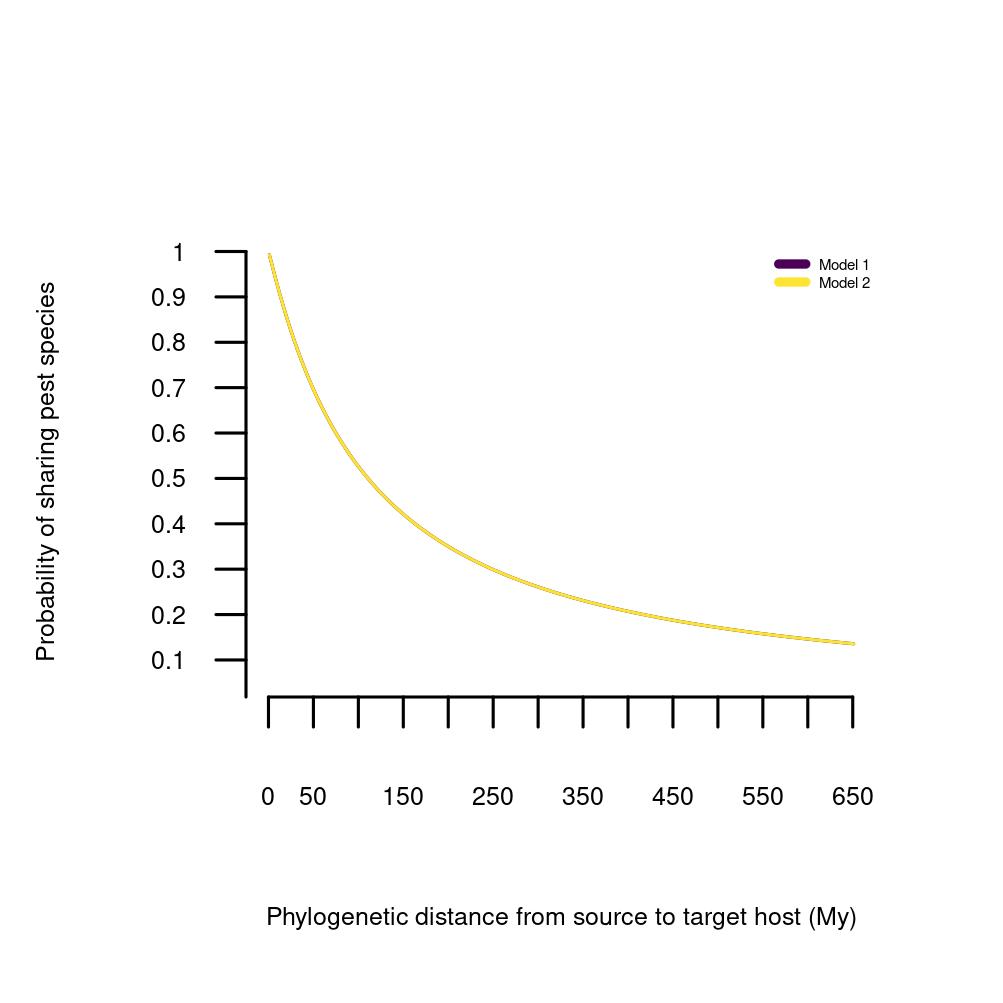 Model 1
Model 2
Probability of sharing pest species
1
0.9
0.8
0.7
0.6
0.5
0.4
0.3
0.2
0.1
0 50 150 250 350 450 550 650
Phylogenetic distance from source to target host (My)